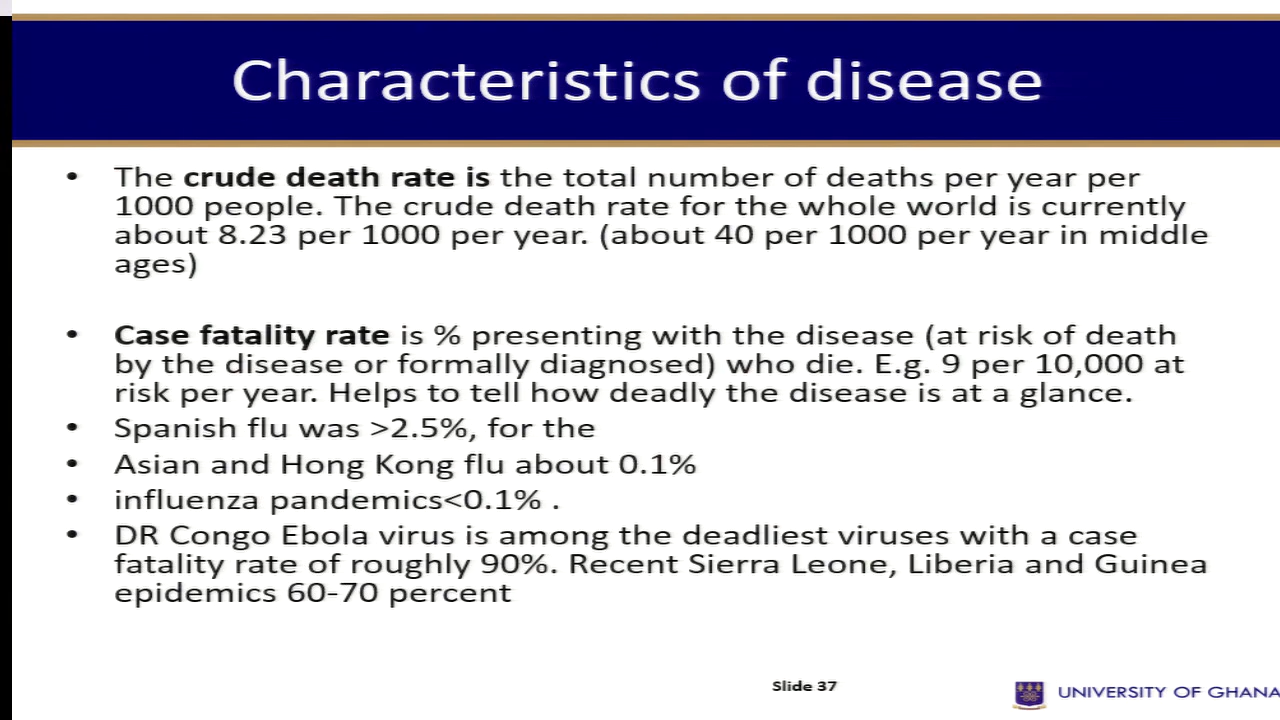 Characteristics of disease
• The crude death rate is the total number of deaths per year per
1000 people. The crude death rate for the whole world is currently
about 8.23 per 1000 per year. (about 40 per 1000 per year in middle
ages)
• Case fatality rate is % presenting with the disease (at risk of death
by the disease or formally diagnosed) who die. E.g. 9 per 10,000 at
risk per year. Helps to tell how deadly the disease is at a glance.
• Spanish flu was >2.5%, for the
• Asian and Hong Kong flu about 0.1%
• influenza pandemics<0.1% .
• DR Congo Ebola virus is among the deadliest viruses with a case
fatality rate of roughly 90%. Recent Sierra Leone, Liberia and Guinea
epidemics 60-70 percent
Slide 37
UNIVERSITY OF GHANA